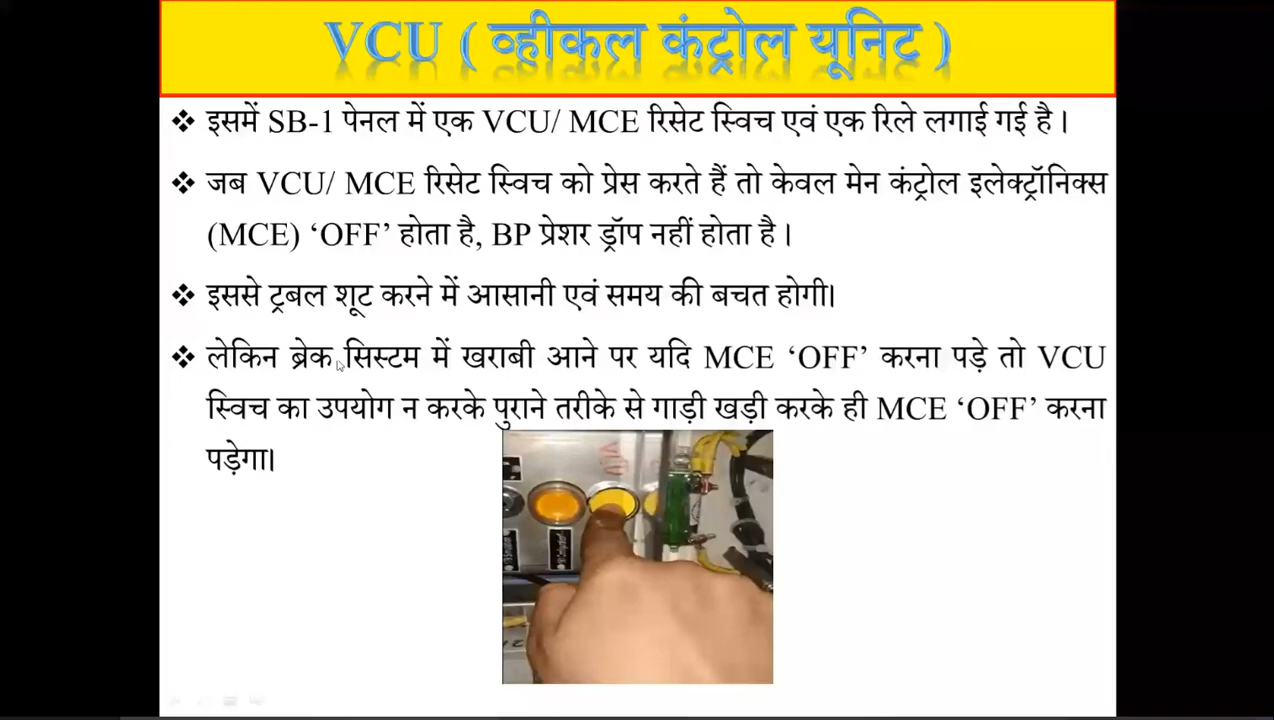 VCU ( व्हीकल कंट्रोल यूनिट )
❖ इसमें SB-1 पेनल में एक VCU/ MCE रिसेट स्विच एवं एक रिले लगाई गई है।
❖ जब VCU/ MCE रिसेट स्विच को प्रेस करते हैं तो केवल मेन कंट्रोल इलेक्ट्रॉनिक्स
(MCE) ‘OFF’ होता है, BP प्रेशर ड्रॉप नहीं होता है।
❖ इससे ट्रबल शूट करने में आसानी एवं समय की बचत होगी।
❖ लेकिन ब्रेक सिस्टम में खराबी आने पर यदि MCE ‘OFF’ करना पड़े तो VCU
स्विच का उपयोग न करके पुराने तरीके से गाड़ी खड़ी करके ही MCE ‘OFF’ करना
पड़ेगा।
VCU